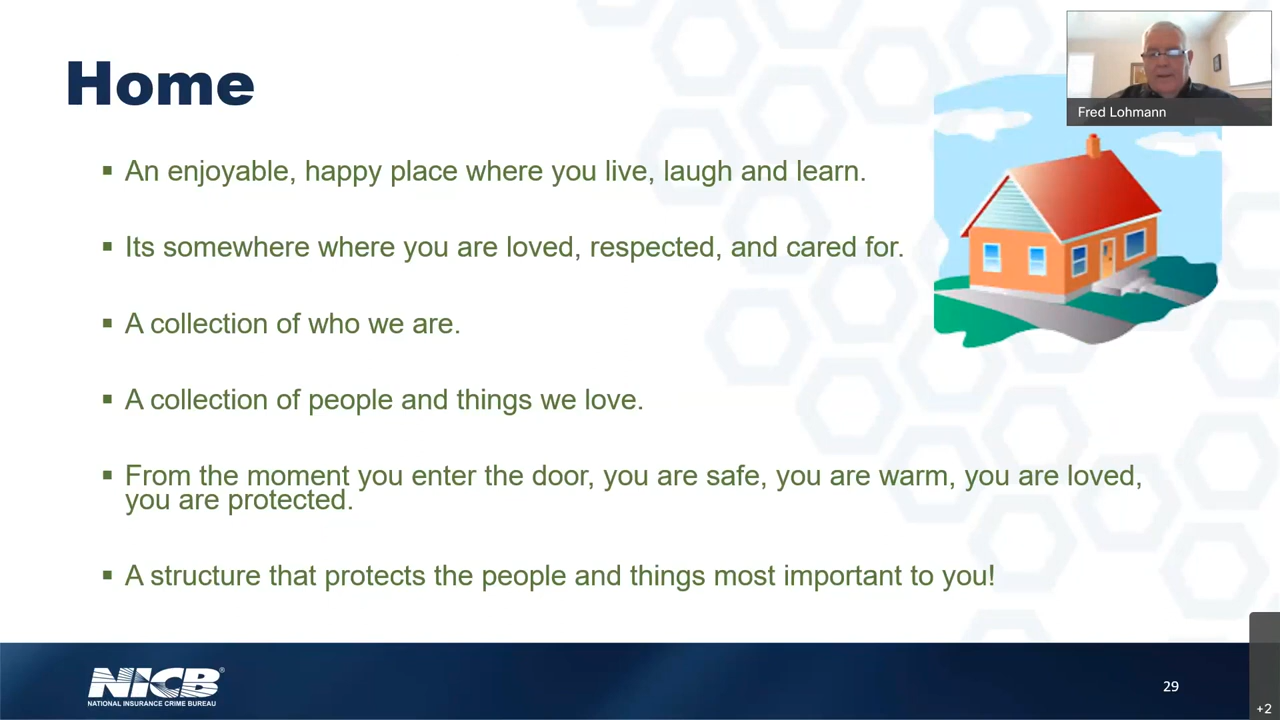 Home
Fred Lohmann
▪ An enjoyable, happy place where you live, laugh and learn.
▪ Its somewhere where you are loved, respected, and cared for.
▪ A collection of who we are.
▪ A collection of people and things we love.
▪ From the moment you enter the door, you are safe, you are warm, you are loved,
you are protected.
▪ A structure that protects the people and things most important to you!
NICB®
NATIONAL INSURANCE CRIME BUREAU
29
+2